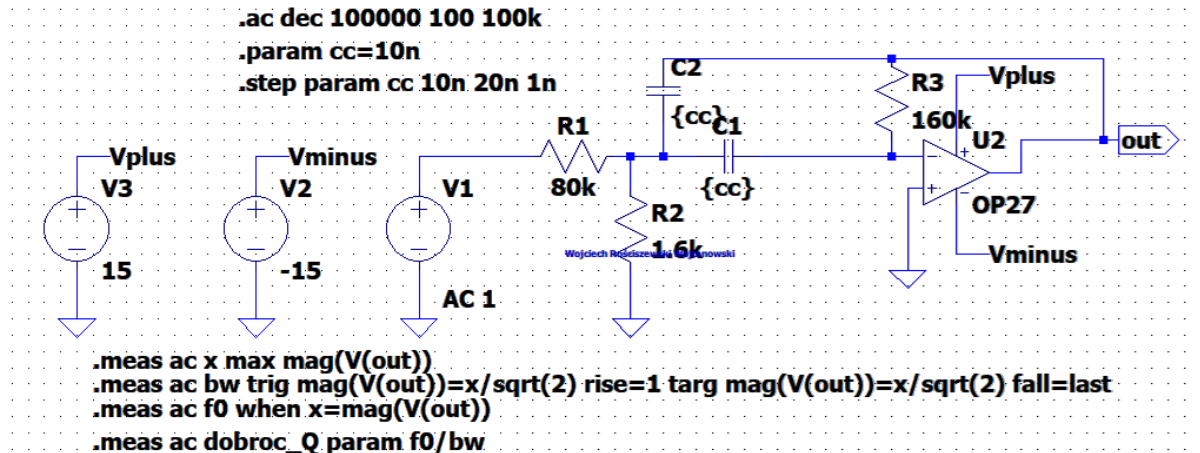 .ac dec 100000 100 100k
.param cc=10n
.step param cc 10n 20n 1n
C2
{cc}
R3
160k
Vplus
U2
out
R1
80k
C1
{cc}
Vplus
V3
15
Vminus
V2
-15
V1
AC 1
R2
1.6k
Wojciech
OP27
Vminus
.meas ac x max mag(V(out))
.meas ac bw trig mag(V(out))=x/sqrt(2) rise=1 targ mag(V(out))=x/sqrt(2) fall=last
.meas ac f0 when x=mag(V(out))
.meas ac dobroc_Q param f0/bw